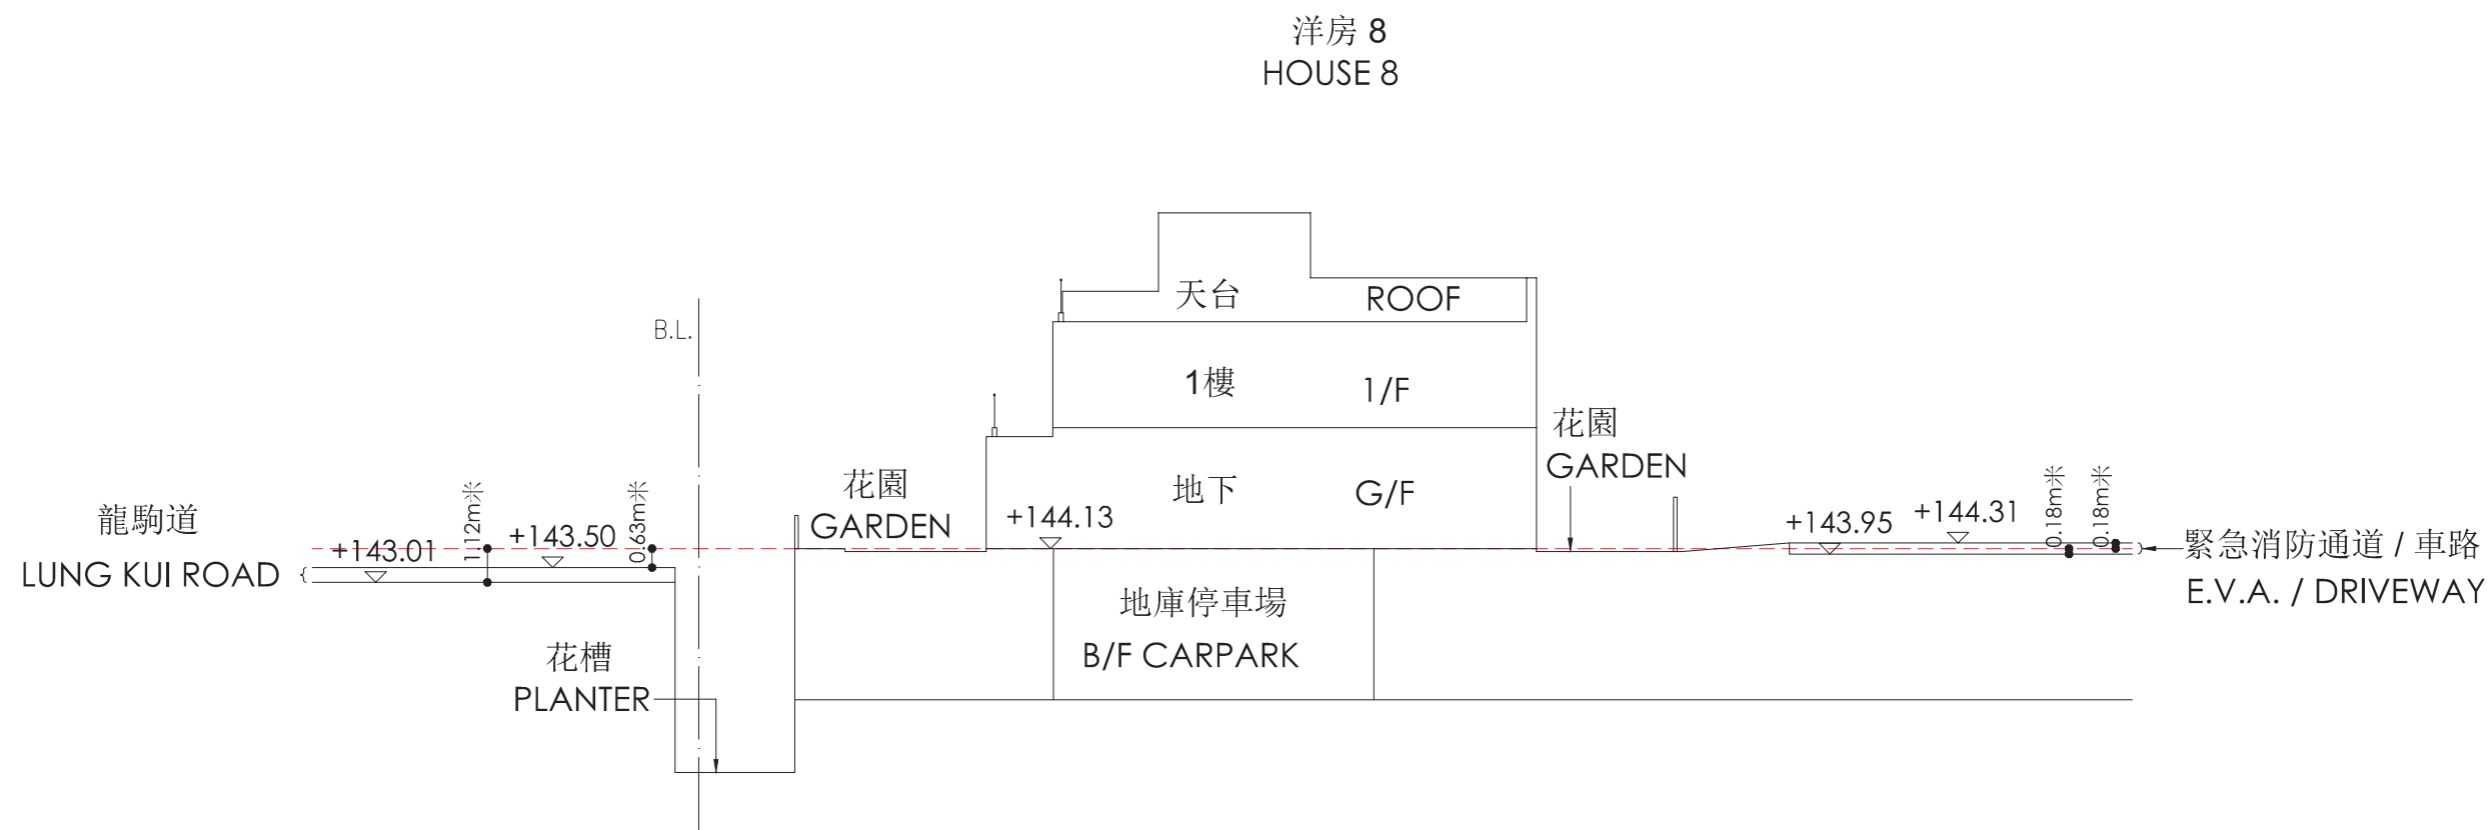 洋房 8
HOUSE 8
B.L.
天台 ROOF
1樓 1/F
地下 G/F
+144.13
地庫停車場
B/F CARPARK
花園
GARDEN
花園
GARDEN
龍駒道
LUNG KUI ROAD
+143.01
1.12m米
+143.50
0.63m米
花槽
PLANTER
+143.95
+144.31
0.18m米
0.18m米
緊急消防通道 / 車路
E.V.A. / DRIVEWAY